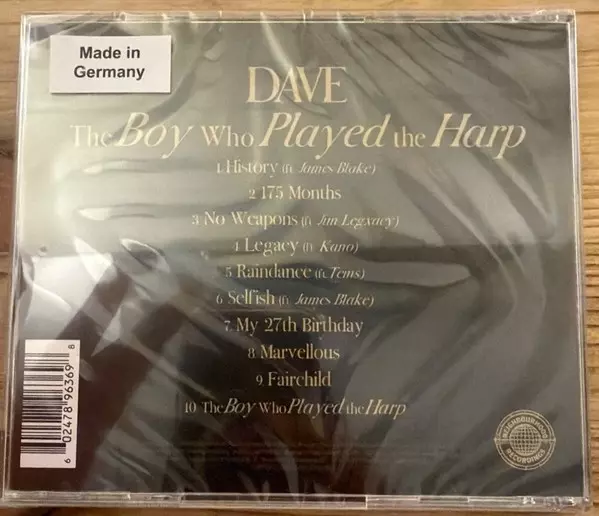 Made in
Germany
DAVE
The Boy Who Played the Harp
1 History (ft. James Blake)
2 175 Months
3 No Weapons (ft. Jim Legxacy)
4 Legacy (ft. Kano)
5 Raindance (ft. Tems)
6 Selfish (ft. James Blake)
7 My 27th Birthday
8 Marvellous
9 Fairchild
10 The Boy Who Played the Harp
6 02478 96369 8
NEIGHBOURHOOD
RECORDINGS